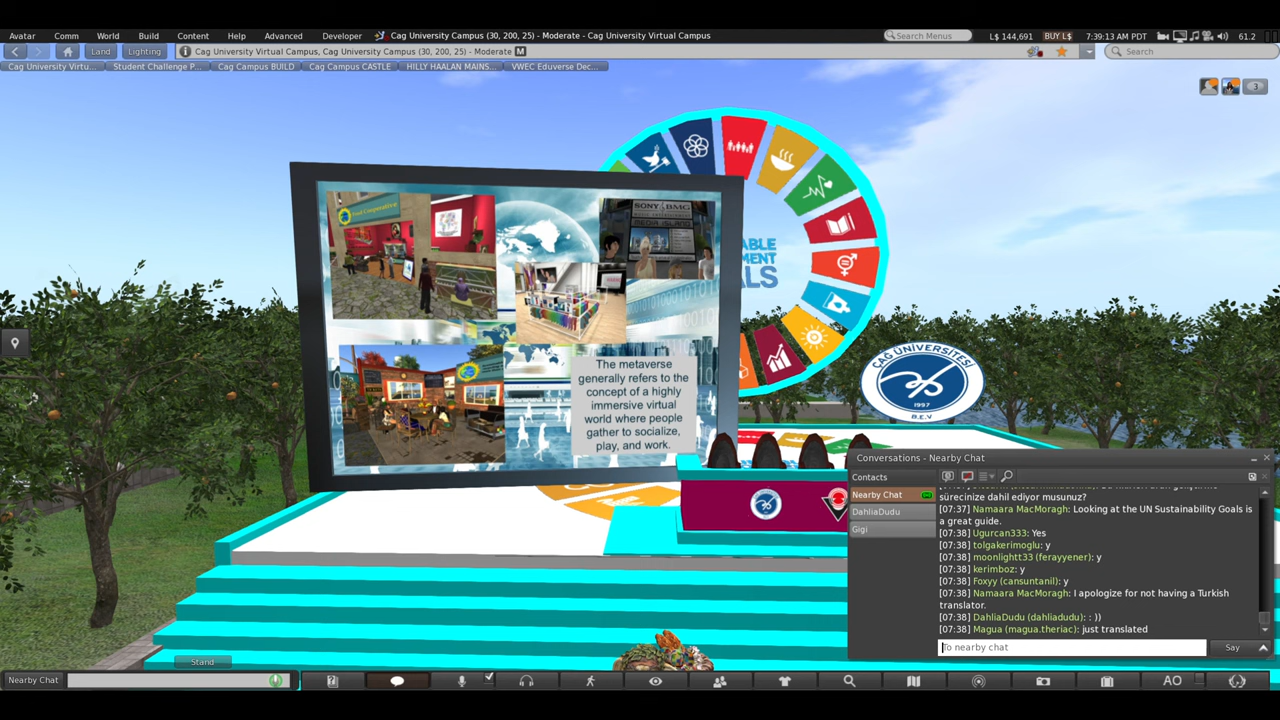 Avatar Comm World Build Content Help Advanced Developer Cag University Campus (30, 200, 25) - Moderate - Cag University Virtual Campus Search Menus L$ 144,691 BUY L$ 7:39:13 AM PDT 61.2
Land Lighting Cag University Virtual Campus, Cag University Campus (30, 200, 25) - Moderate M Search
Cag University Virtu... Student Challenge P... Cag Campus BUILD Cag Campus CASTLE HILLY HAALAN MAINS... VWEC Eduverse Dec...
3
Food Cooperative
SONY BMG
MEDIA ISLAND
ABLE
MENT
ALS
The metaverse
generally refers to the
concept of a highly
immersive virtual
world where people
gather to socialize,
play, and work.
ÇAĞ ÜNİVERSİTESİ
1997
B.E.V
Conversations - Nearby Chat
Contacts
Nearby Chat
DahliaDudu
Gigi
sürecinize dahil ediyor musunuz?
[07:37] Namaara MacMoragh: Looking at the UN Sustainability Goals is
a great guide.
[07:38] Ugurcan333: Yes
[07:38] tolgakerimoglu: y
[07:38] moonlightt33 (ferayyener): y
[07:38] kerimboz: y
[07:38] Foxyy (cansuntanil): y
[07:38] Namaara MacMoragh: I apologize for not having a Turkish
translator.
[07:38] DahliaDudu (dahliadudu): : ))
[07:38] Magua (magua.theriac): just translated
To nearby chat Say
Stand
Nearby Chat AO